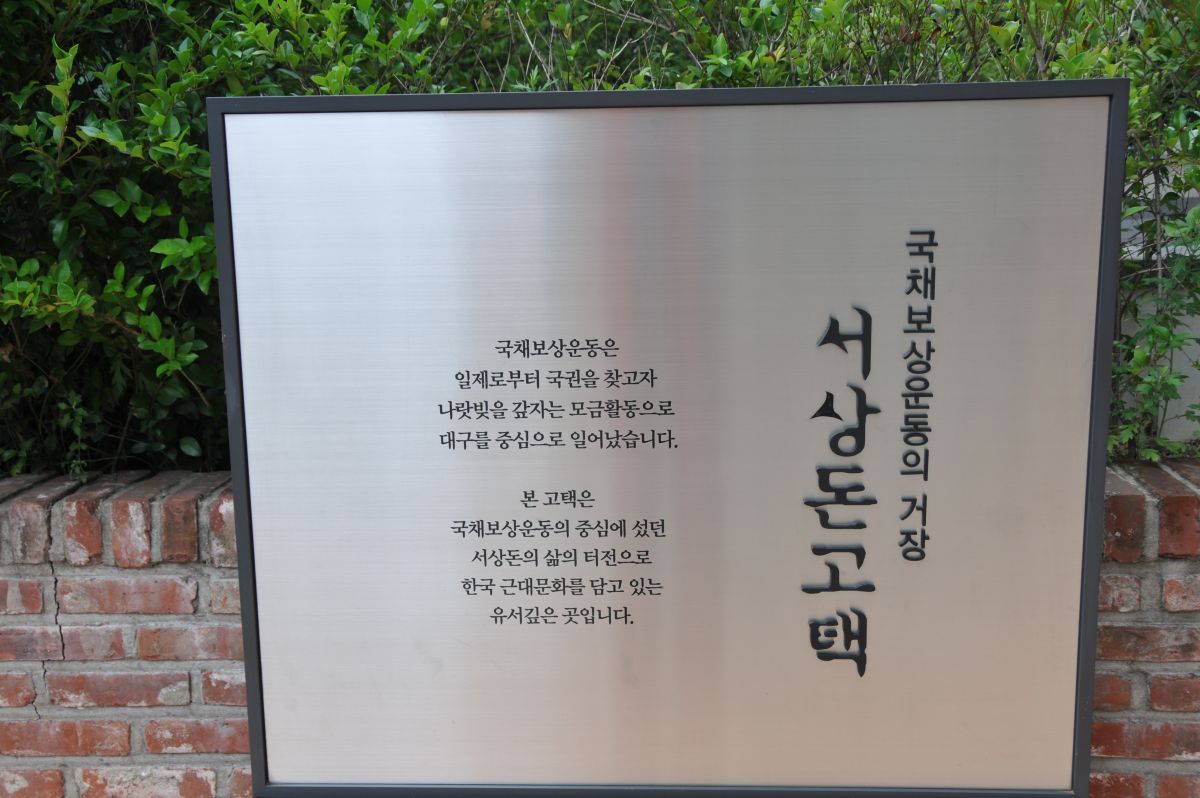 국채보상운동의 거장
서상돈고택
국채보상운동은
일제로부터 국권을 찾고자
나랏빚을 갚자는 모금활동으로
대구를 중심으로 일어났습니다.
본 고택은
국채보상운동의 중심에 섰던
서상돈의 삶의 터전으로
한국 근대문화를 담고 있는
유서깊은 곳입니다.